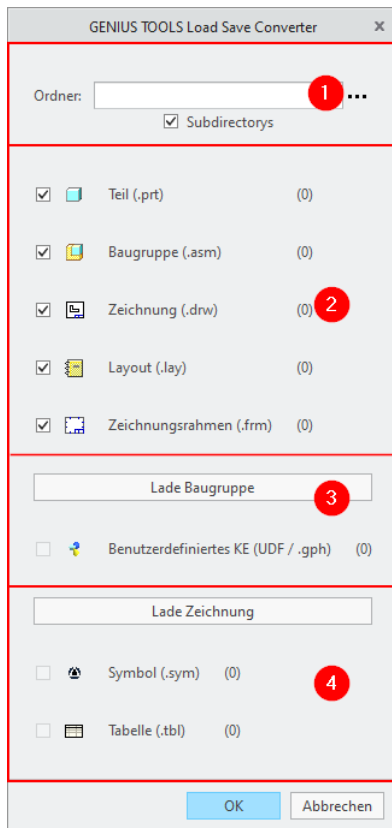 GENIUS TOOLS Load Save Converter x
Ordner: 1 ...
Subdirectorys
Teil (.prt) (0)
Baugruppe (.asm) (0)
Zeichnung (.drw) (0) 2
Layout (.lay) (0)
Zeichnungsrahmen (.frm) (0)
Lade Baugruppe 3
Benutzerdefiniertes KE (UDF / .gph) (0)
Lade Zeichnung
Symbol (.sym) (0) 4
Tabelle (.tbl) (0)
OK Abbrechen